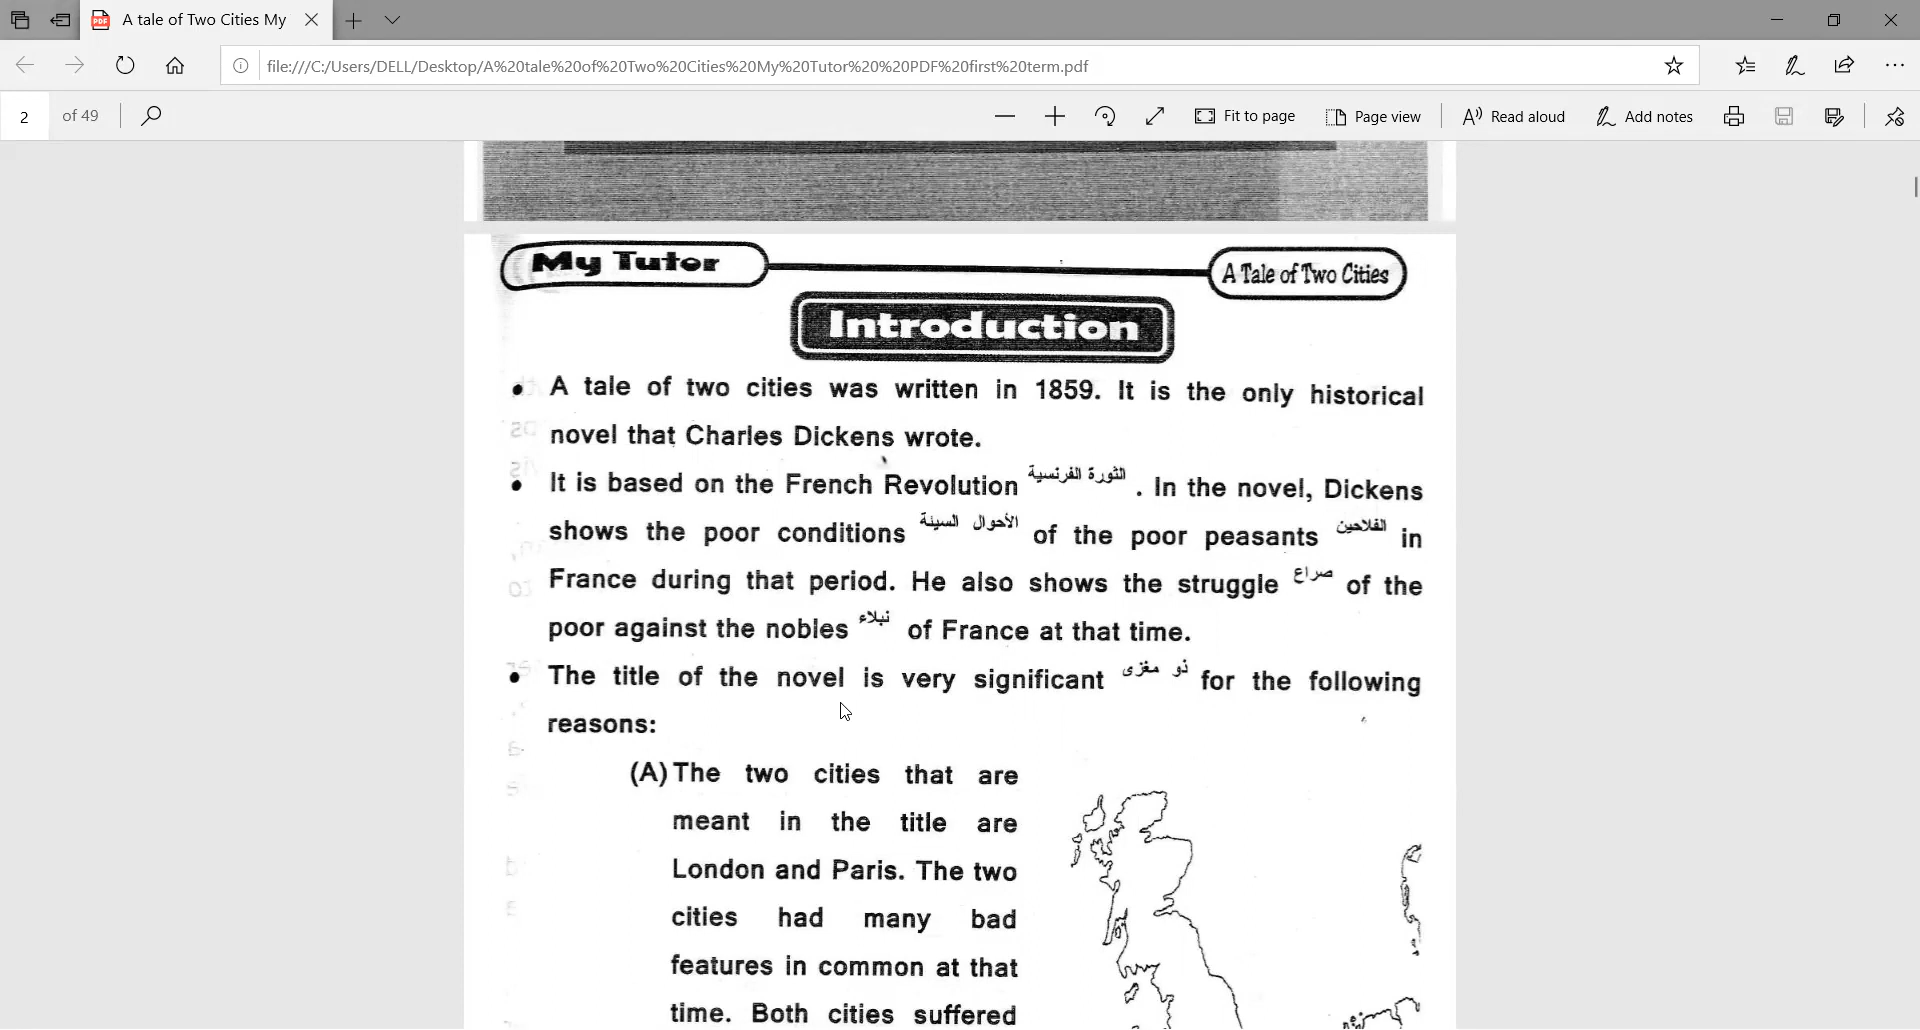 A tale of Two Cities My
file:///C:/Users/DELL/Desktop/A%20tale%20of%20Two%20Cities%20My%20Tutor%20%20PDF%20first%20term.pdf
2 of 49 Fit to page Page view Read aloud Add notes
My Tutor A Tale of Two Cities
Introduction
• A tale of two cities was written in 1859. It is the only historical
novel that Charles Dickens wrote.
• It is based on the French Revolution الثورة الفرنسية . In the novel, Dickens
shows the poor conditions الأحوال السيئة of the poor peasants الفلاحين in
France during that period. He also shows the struggle صراع of the
poor against the nobles نبلاء of France at that time.
• The title of the novel is very significant ذو مغزى for the following
reasons:
(A) The two cities that are
meant in the title are
London and Paris. The two
cities had many bad
features in common at that
time. Both cities suffered